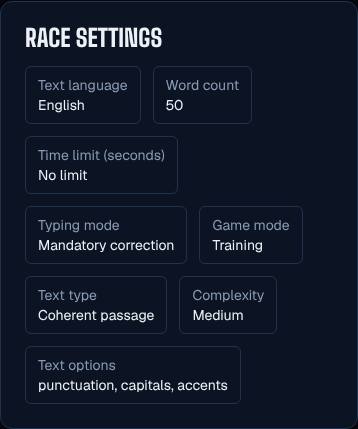 RACE SETTINGS
Text language
English
Word count
50
Time limit (seconds)
No limit
Typing mode
Mandatory correction
Game mode
Training
Text type
Coherent passage
Complexity
Medium
Text options
punctuation, capitals, accents